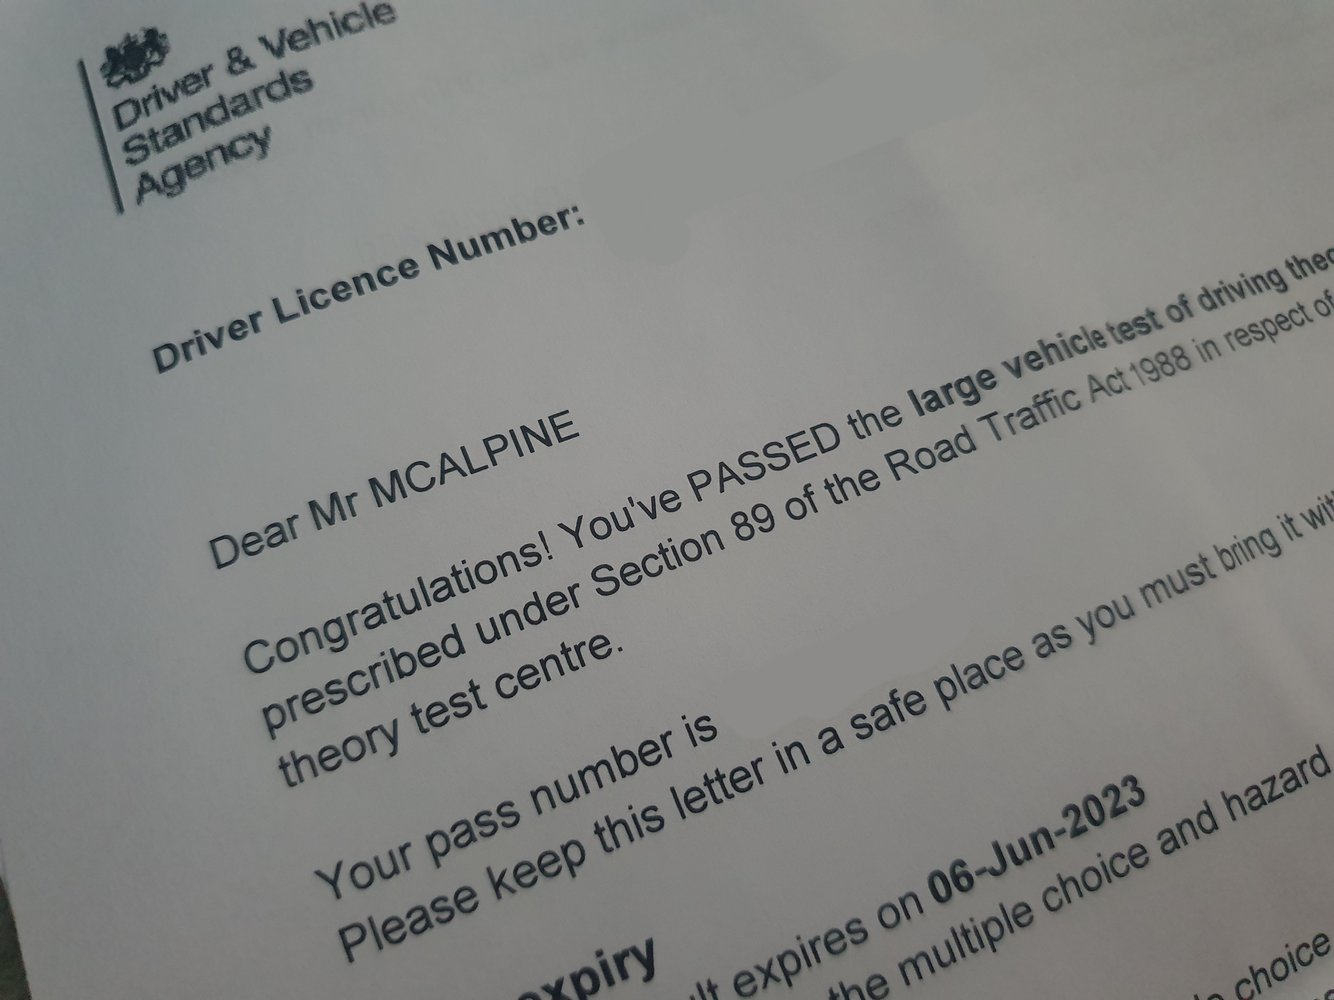 Driver & Vehicle
Standards
Agency
Driver Licence Number:
Dear Mr MCALPINE
Congratulations! You've PASSED the large vehicle test of driving theo
prescribed under Section 89 of the Road Traffic Act 1988 in respect of
theory test centre.
Your pass number is
Please keep this letter in a safe place as you must bring it wit
expiry
lt expires on 06-Jun-2023
the multiple choice and hazard
choice